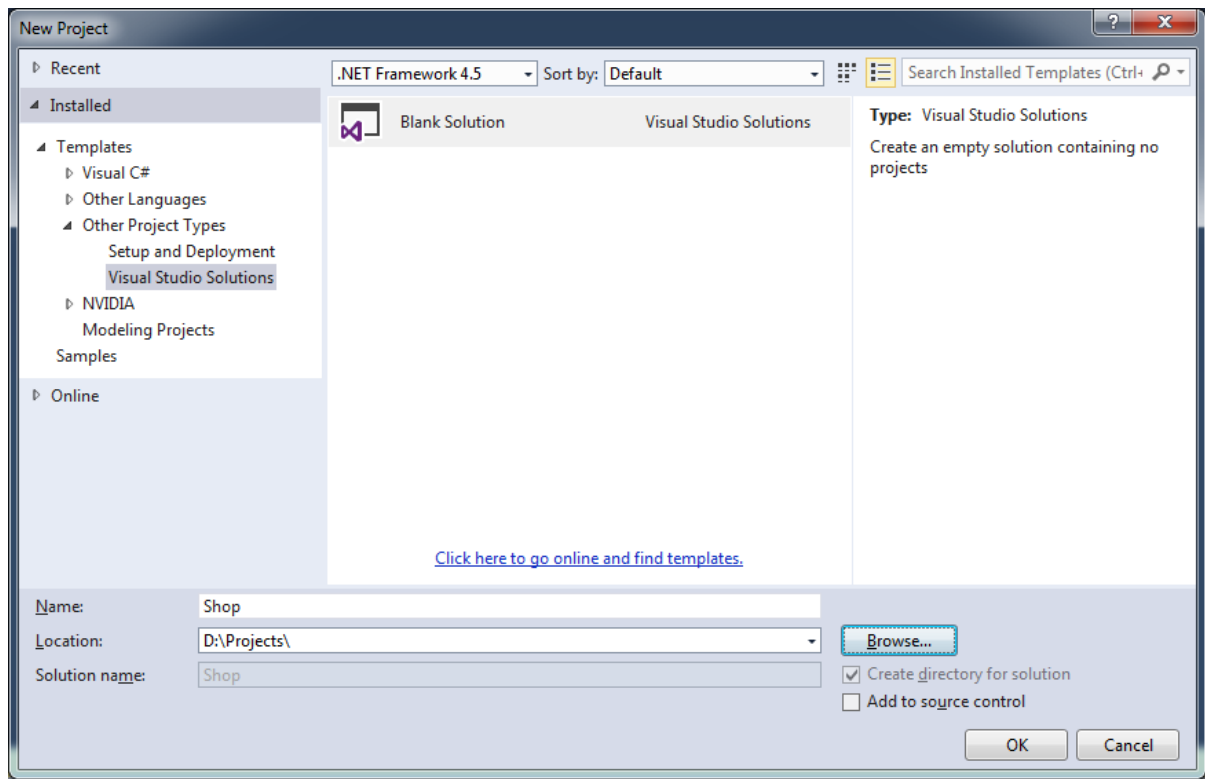 New Project
Recent
.NET Framework 4.5 Sort by: Default Search Installed Templates (Ctrl+
Installed
Templates
Visual C#
Other Languages
Other Project Types
Setup and Deployment
Visual Studio Solutions
NVIDIA
Modeling Projects
Samples
Online
Blank Solution Visual Studio Solutions
Click here to go online and find templates.
Type: Visual Studio Solutions
Create an empty solution containing no
projects
Name: Shop
Location: D:\Projects\ Browse...
Solution name: Shop
Create directory for solution
Add to source control
OK Cancel